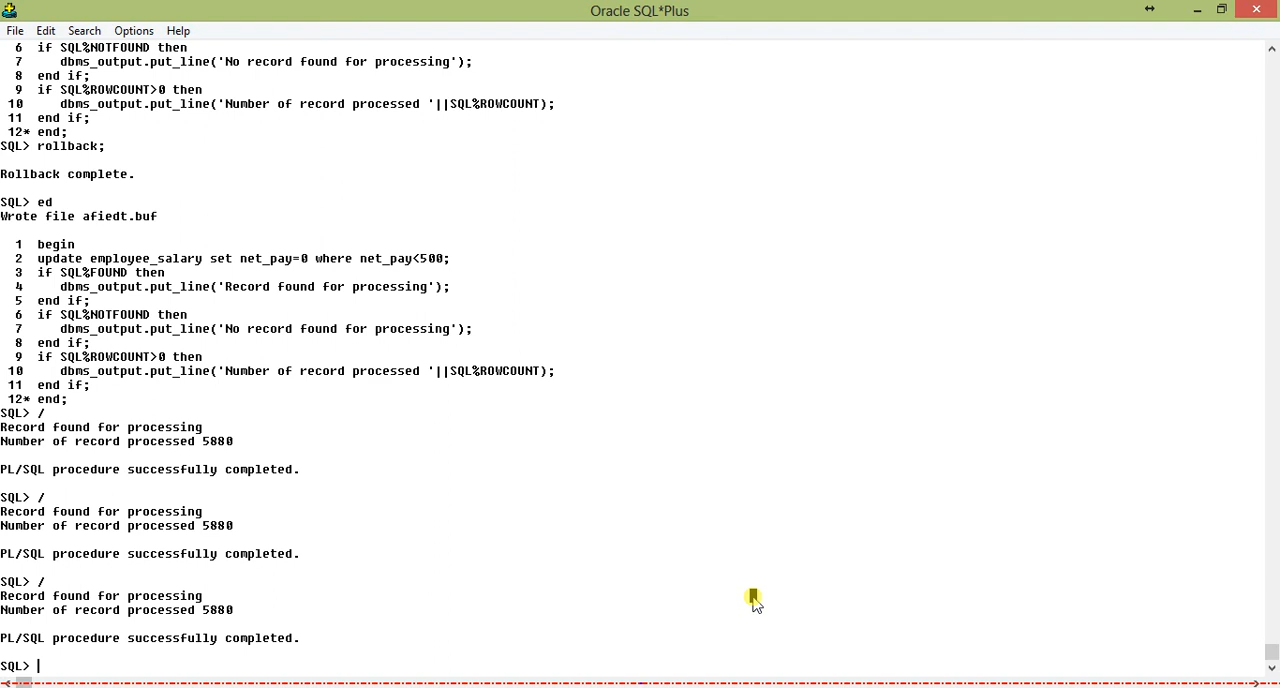 Oracle SQL*Plus
File Edit Search Options Help
6 if SQL%NOTFOUND then
7 dbms_output.put_line('No record found for processing');
8 end if;
9 if SQL%ROWCOUNT>0 then
10 dbms_output.put_line('Number of record processed '||SQL%ROWCOUNT);
11 end if;
12* end;
SQL> rollback;
Rollback complete.
SQL> ed
Wrote file afiedt.buf
1 begin
2 update employee_salary set net_pay=0 where net_pay<500;
3 if SQL%FOUND then
4 dbms_output.put_line('Record found for processing');
5 end if;
6 if SQL%NOTFOUND then
7 dbms_output.put_line('No record found for processing');
8 end if;
9 if SQL%ROWCOUNT>0 then
10 dbms_output.put_line('Number of record processed '||SQL%ROWCOUNT);
11 end if;
12* end;
SQL> /
Record found for processing
Number of record processed 5880
PL/SQL procedure successfully completed.
SQL> /
Record found for processing
Number of record processed 5880
PL/SQL procedure successfully completed.
SQL> /
Record found for processing
Number of record processed 5880
PL/SQL procedure successfully completed.
SQL>